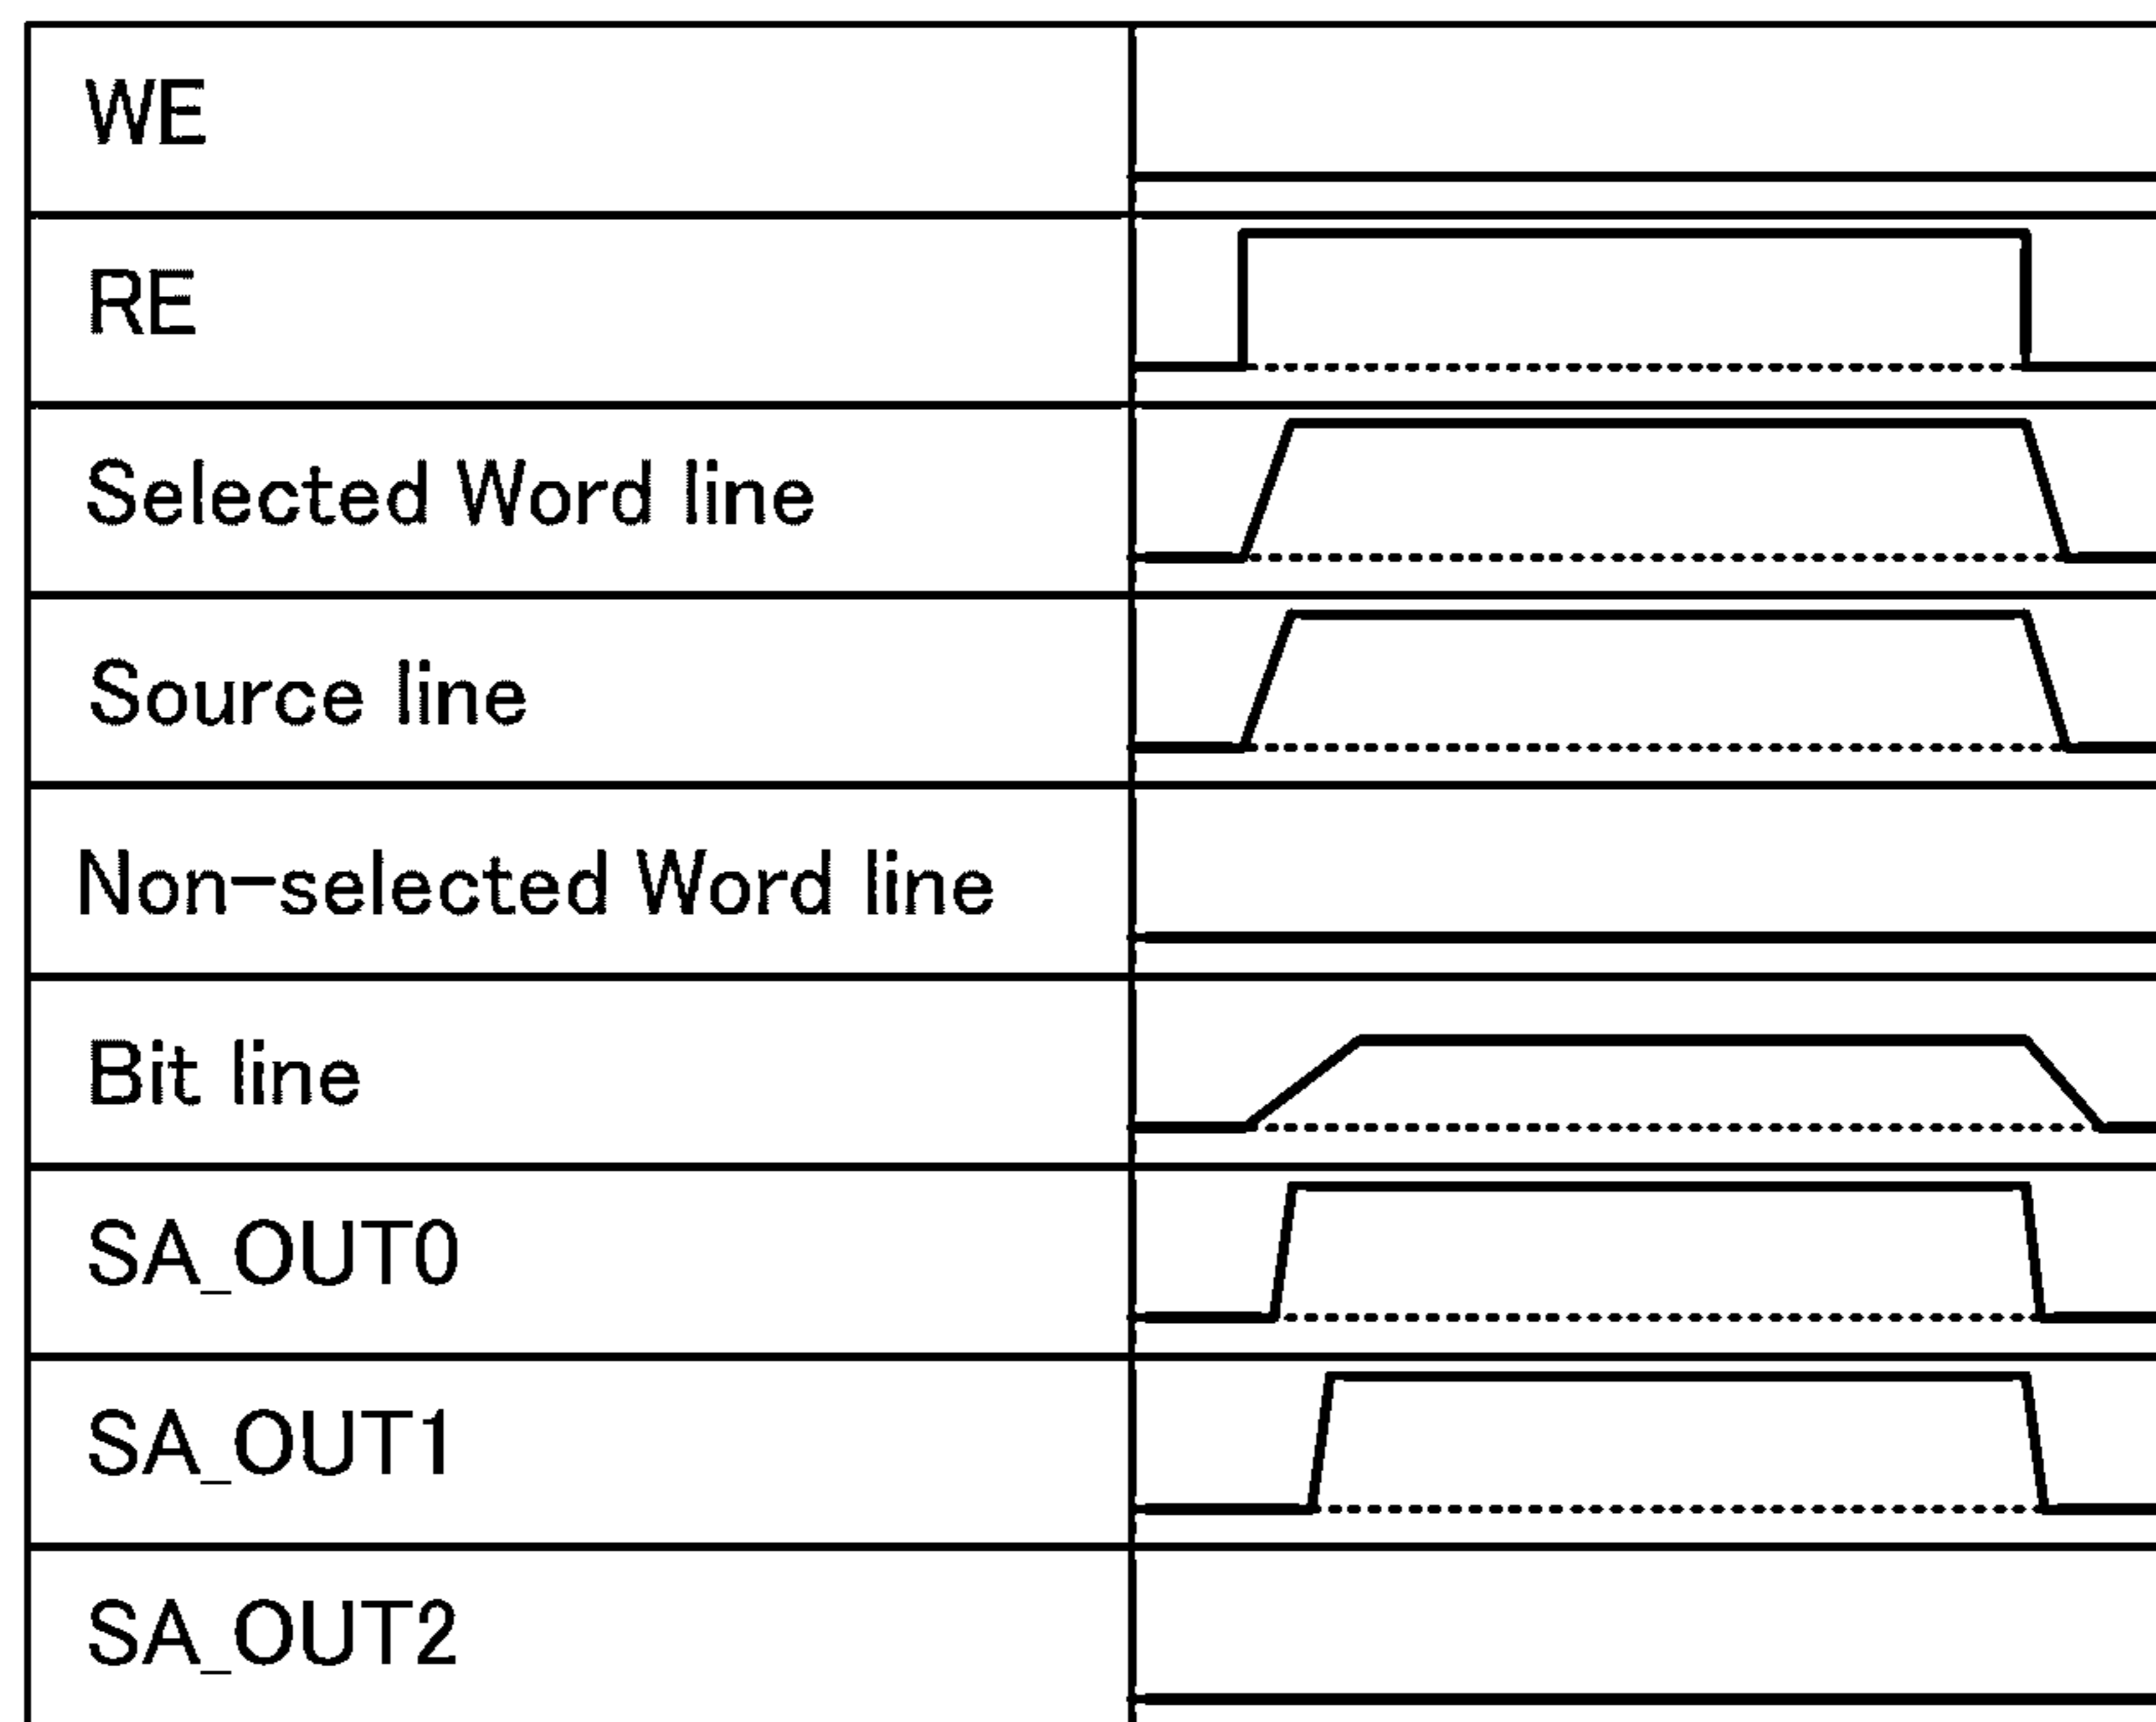 WE
RE
Selected Word line
Source line
Non-selected Word line
Bit line
SA_OUT0
SA_OUT1
SA_OUT2